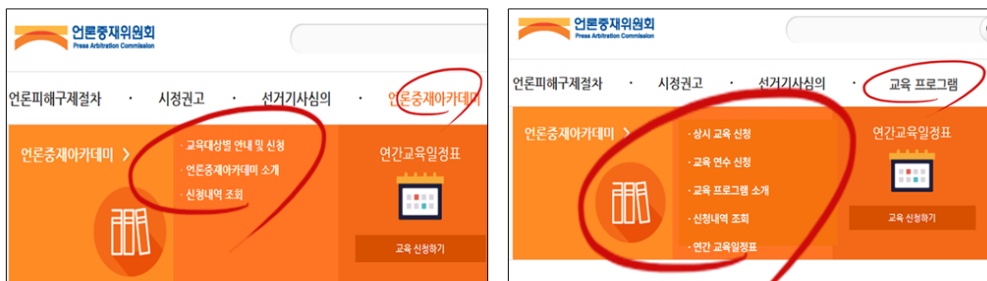 언론중재위원회
Press Arbitration Commission
언론피해구제절차 · 시정권고 · 선거기사심의 · 언론중재아카데미
언론중재아카데미 >
· 교육대상별 안내 및 신청
· 언론중재아카데미 소개
· 신청내역 조회
연간교육일정표
교육 신청하기
언론중재위원회
Press Arbitration Commission
언론피해구제절차 · 시정권고 · 선거기사심의 · 교육 프로그램
언론중재아카데미 >
· 상시 교육 신청
· 교육 연수 신청
· 교육 프로그램 소개
· 신청내역 조회
· 연간 교육일정표
연간교육일정표
교육 신청하기